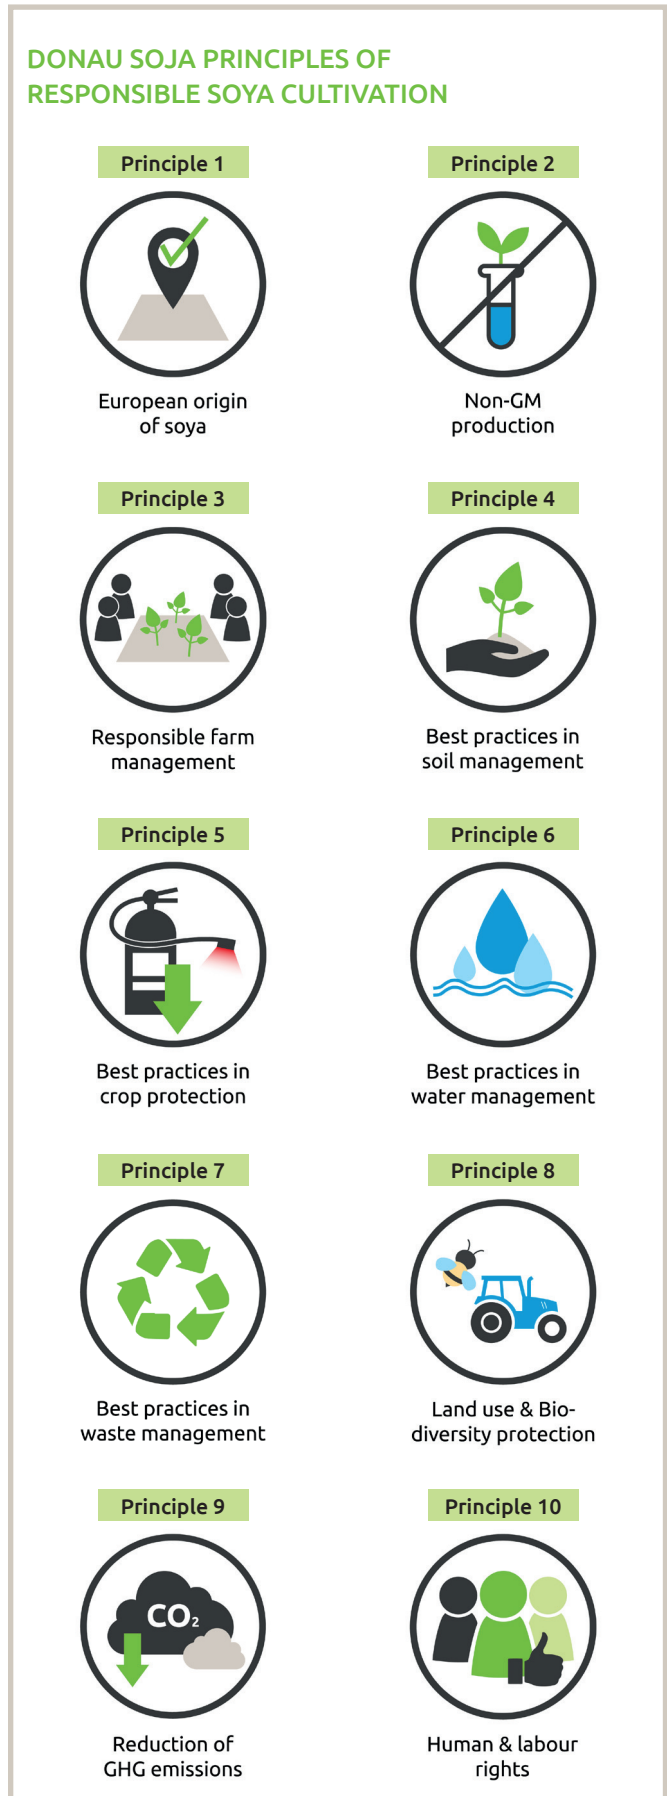 DONAU SOJA PRINCIPLES OF
RESPONSIBLE SOYA CULTIVATION
Principle 1
European origin
of soya
Principle 2
Non-GM
production
Principle 3
Responsible farm
management
Principle 4
Best practices in
soil management
Principle 5
Best practices in
crop protection
Principle 6
Best practices in
water management
Principle 7
Best practices in
waste management
Principle 8
Land use & Bio-
diversity protection
Principle 9
CO₂
Reduction of
GHG emissions
Principle 10
Human & labour
rights